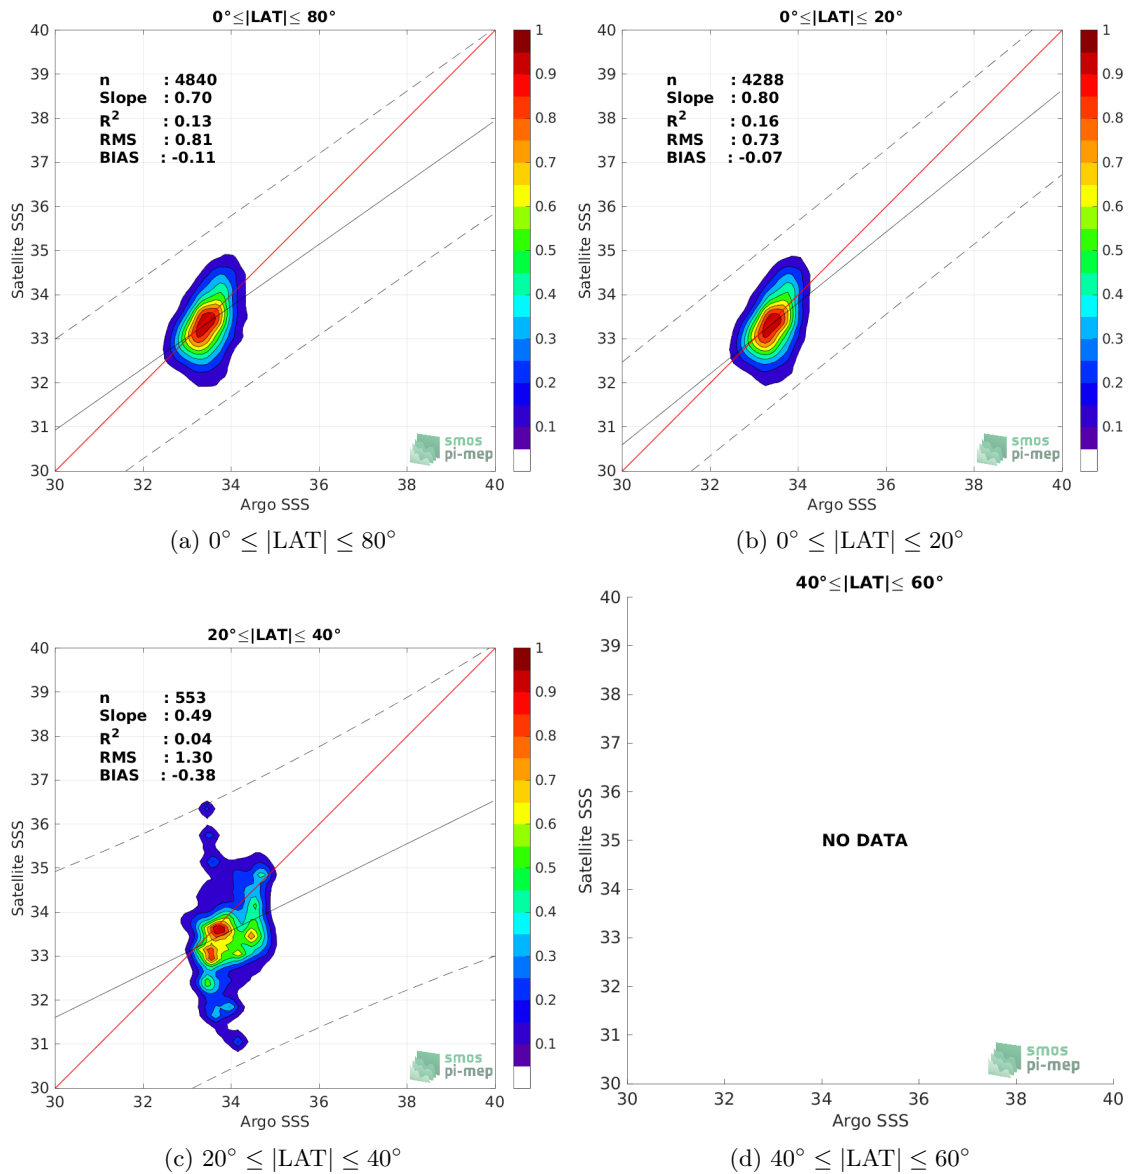 0°≤|LAT|≤ 80°
n : 4840
Slope : 0.70
R² : 0.13
RMS : 0.81
BIAS : -0.11
40
39
38
37
36
35
34
33
32
31
30
Satellite SSS
30 32 34 36 38 40
Argo SSS
1
0.9
0.8
0.7
0.6
0.5
0.4
0.3
0.2
0.1
smos
pi-mep
(a) 0° ≤ |LAT| ≤ 80°
0°≤|LAT|≤ 20°
n : 4288
Slope : 0.80
R² : 0.16
RMS : 0.73
BIAS : -0.07
40
39
38
37
36
35
34
33
32
31
30
Satellite SSS
30 32 34 36 38 40
Argo SSS
1
0.9
0.8
0.7
0.6
0.5
0.4
0.3
0.2
0.1
smos
pi-mep
(b) 0° ≤ |LAT| ≤ 20°
20°≤|LAT|≤ 40°
n : 553
Slope : 0.49
R² : 0.04
RMS : 1.30
BIAS : -0.38
40
39
38
37
36
35
34
33
32
31
30
Satellite SSS
30 32 34 36 38 40
Argo SSS
1
0.9
0.8
0.7
0.6
0.5
0.4
0.3
0.2
0.1
smos
pi-mep
(c) 20° ≤ |LAT| ≤ 40°
40°≤|LAT|≤ 60°
40
39
38
37
36
35
34
33
32
31
30
Satellite SSS
NO DATA
30 32 34 36 38 40
Argo SSS
smos
pi-mep
(d) 40° ≤ |LAT| ≤ 60°